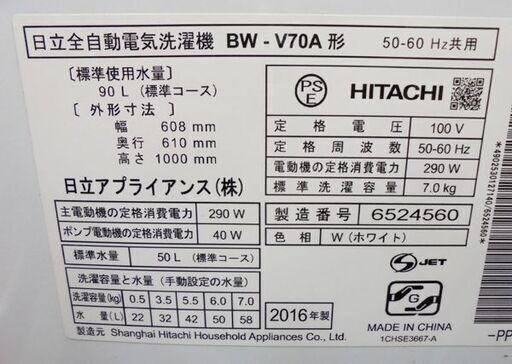 日立全自動電気洗濯機 BW - V70A 形 50-60 Hz共用
〔標準使用水量〕
90 L (標準コース)
〔 外 形 寸 法 〕
幅 608 mm
奥行 610 mm
高さ 1000 mm
日立アプライアンス(株)
PS E HITACHI
定格電圧 100 V
定格周波数 50-60 Hz
電動機の定格消費電力 290 W
標準洗濯容量 7.0 kg
主電動機の定格消費電力 290 W
ポンプ電動機の定格消費電力 40 W
製造番号 6524560
色相 W (ホワイト)
標準水量 50 L (標準コース)
洗濯容量と水量 (手動設定の水量)
洗濯容量(kg) 0.5 3.5 5.5 6.0 7.0
水 量(L) 22 32 42 50 58
2016 年製
S JET
G
MADE IN CHINA
1CHSE3667-A
製造元 Shanghai Hitachi Household Appliances Co., Ltd.
*4902530127140/6524560*
-PP